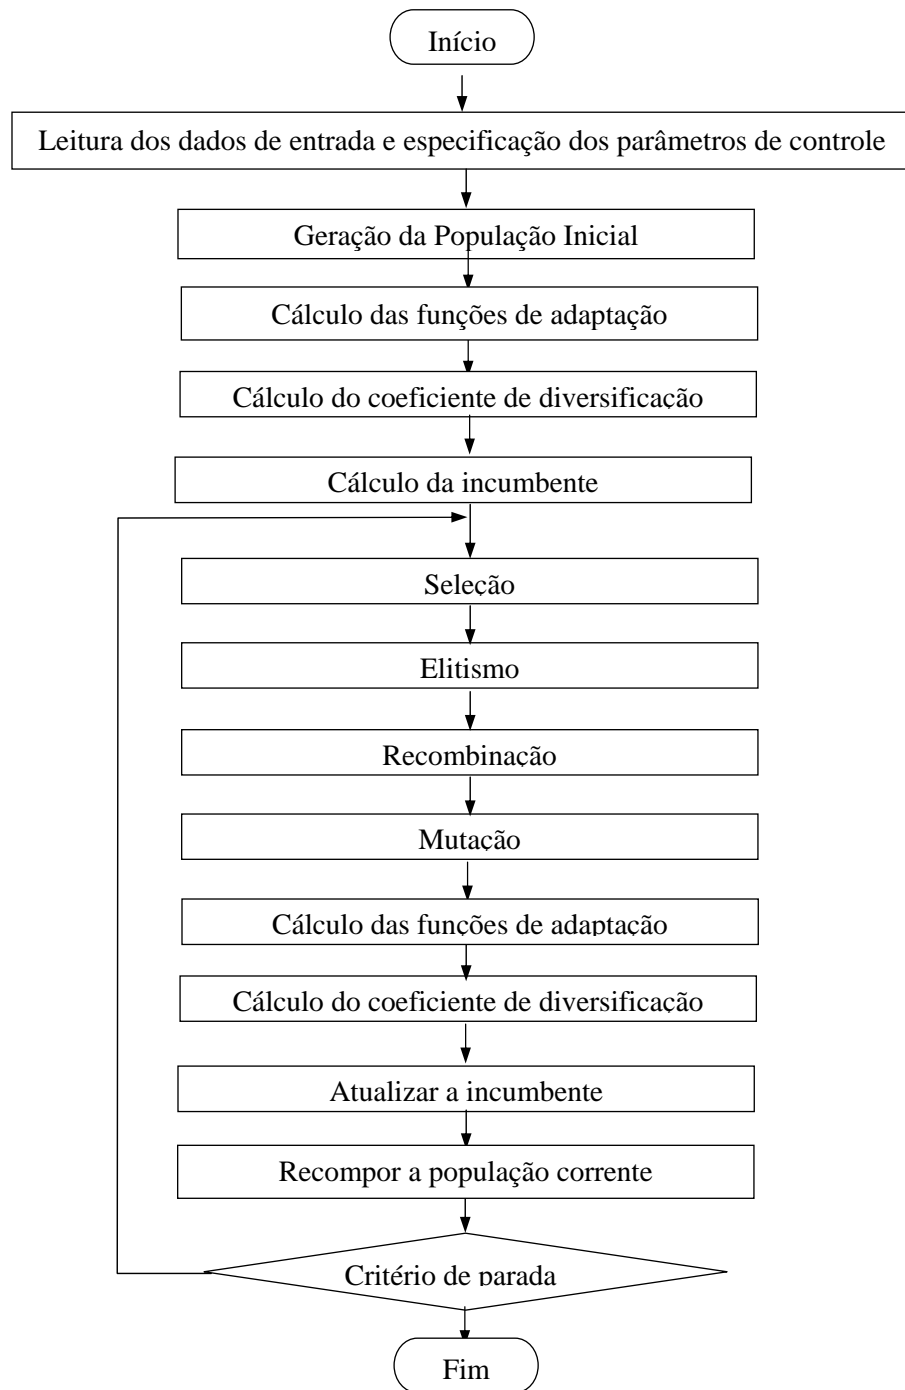 Início
Leitura dos dados de entrada e especificação dos parâmetros de controle
Geração da População Inicial
Cálculo das funções de adaptação
Cálculo do coeficiente de diversificação
Cálculo da incumbente
Seleção
Elitismo
Recombinação
Mutação
Cálculo das funções de adaptação
Cálculo do coeficiente de diversificação
Atualizar a incumbente
Recompor a população corrente
Critério de parada
Fim